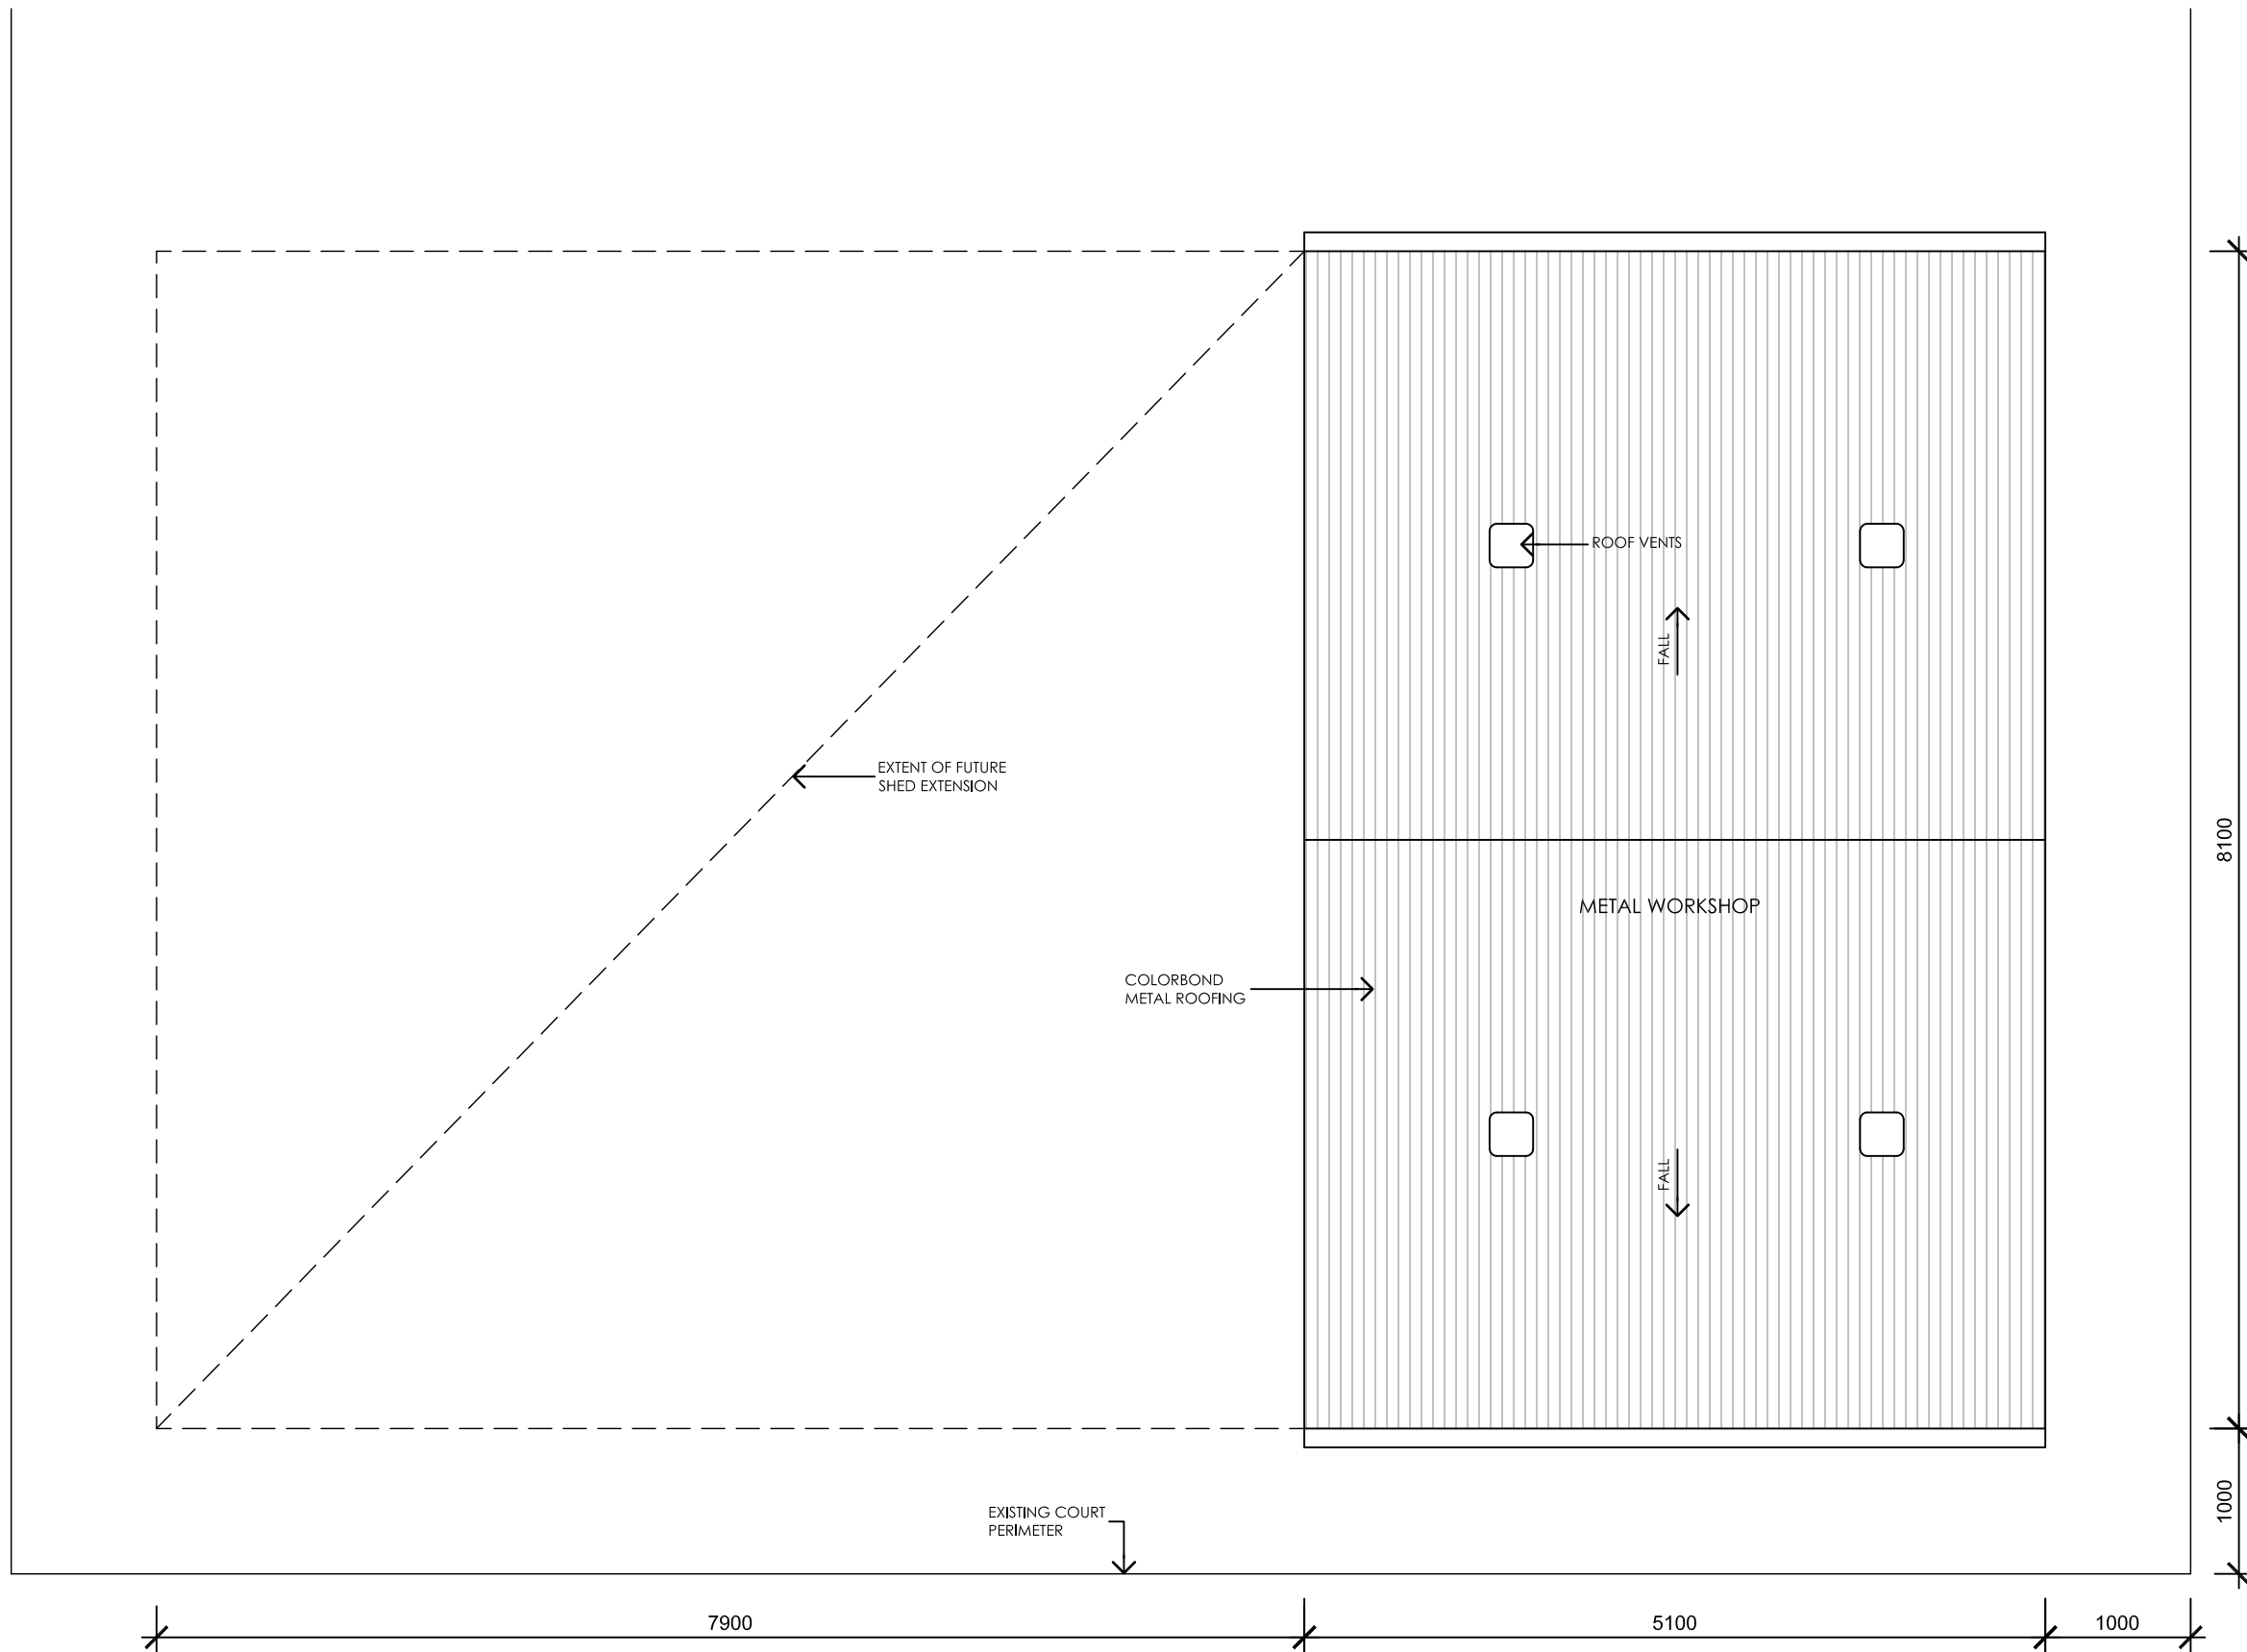 ROOF VENTS
FALL
EXTENT OF FUTURE
SHED EXTENSION
8100
METAL WORKSHOP
COLORBOND
METAL ROOFING
FALL
EXISTING COURT
PERIMETER
1000
7900
5100
1000